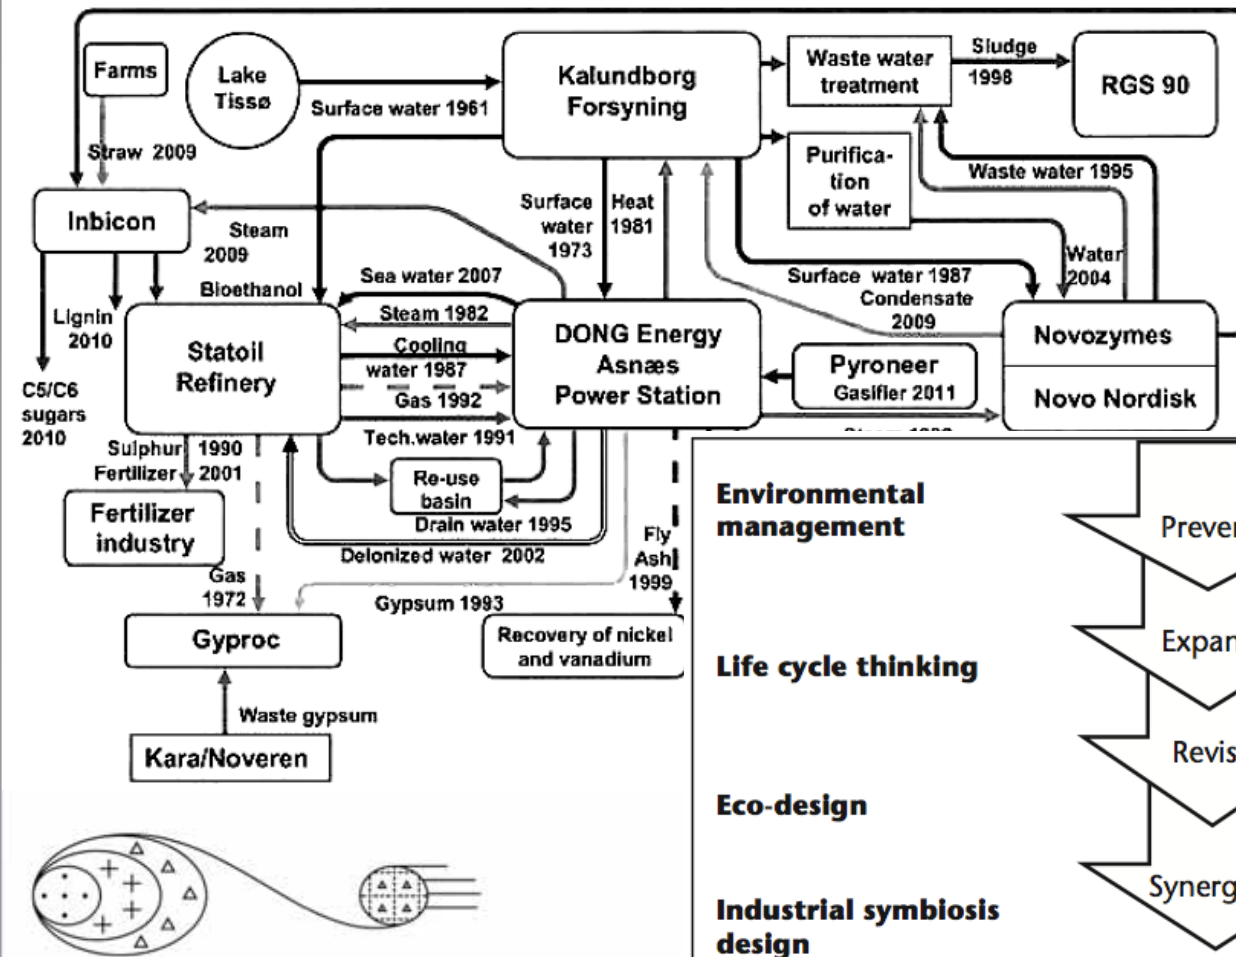 Farms
Lake
Tissø
Surface water 1961
Kalundborg
Forsyning
Waste water
treatment
Sludge
1998
RGS 90
Straw 2009
Purifica-
tion
of water
Waste water 1995
Inbicon
Steam
2009
Surface
water
1973
Heat
1981
Water
2004
Sea water 2007
Surface water 1987
Condensate
2009
Bioethanol
Lignin
2010
C5/C6
sugars
2010
Statoil
Refinery
Steam 1982
Cooling
water 1987
Gas 1992
Tech.water 1991
DONG Energy
Asnæs
Power Station
Pyroneer
Gasifier 2011
Novozymes
Novo Nordisk
Sulphur 1990
Fertilizer 2001
Re-use
basin
Drain water 1995
Deionized water 2002
Fertilizer
industry
Gas
1972
Gypsum 1993
Fly
Ash
1999
Gyproc
Recovery of nickel
and vanadium
Waste gypsum
Kara/Noveren
Environmental
management
Preven
Life cycle thinking
Expan
Revis
Eco-design
Synerg
Industrial symbiosis
design